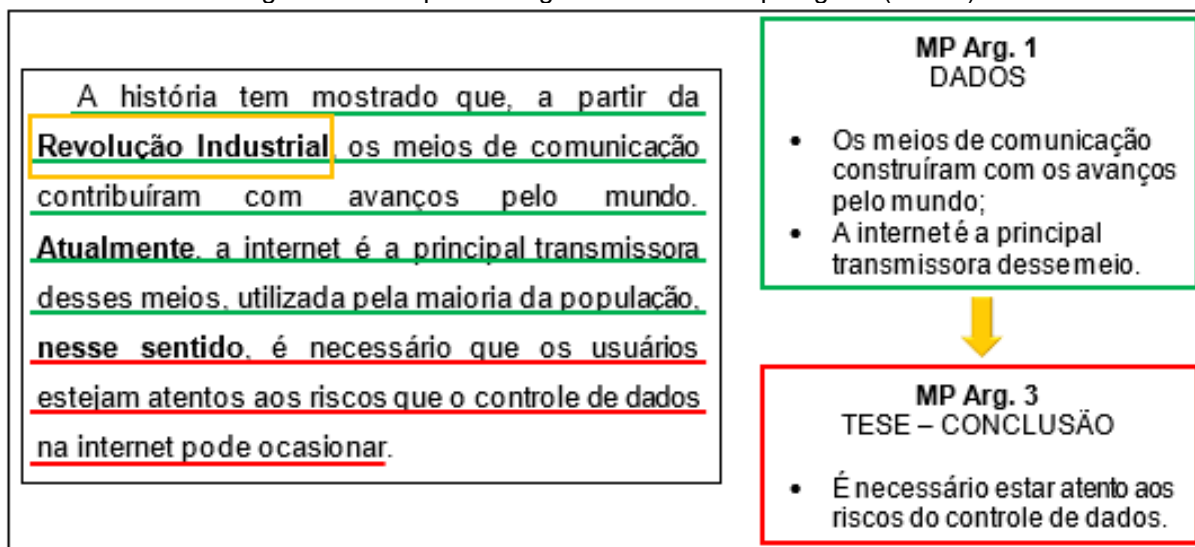 A história tem mostrado que, a partir da
Revolução Industrial, os meios de comunicação
contribuíram com avanços pelo mundo.
Atualmente, a internet é a principal transmissora
desses meios, utilizada pela maioria da população,
nesse sentido, é necessário que os usuários
estejam atentos aos riscos que o controle de dados
na internet pode ocasionar.
MP Arg. 1
DADOS
• Os meios de comunicação
construíram com os avanços
pelo mundo;
• A internet é a principal
transmissora desse meio.
MP Arg. 3
TESE – CONCLUSÃO
• É necessário estar atento aos
riscos do controle de dados.